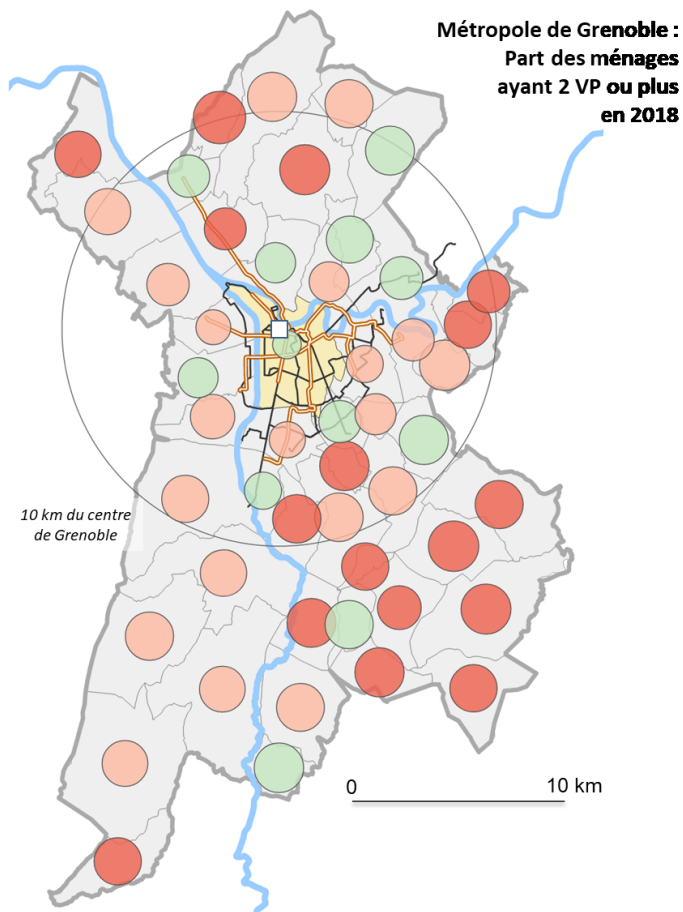 Métropole de Grenoble :
Part des ménages
ayant 2 VP ou plus
en 2018
10 km du centre
de Grenoble
0 10 km